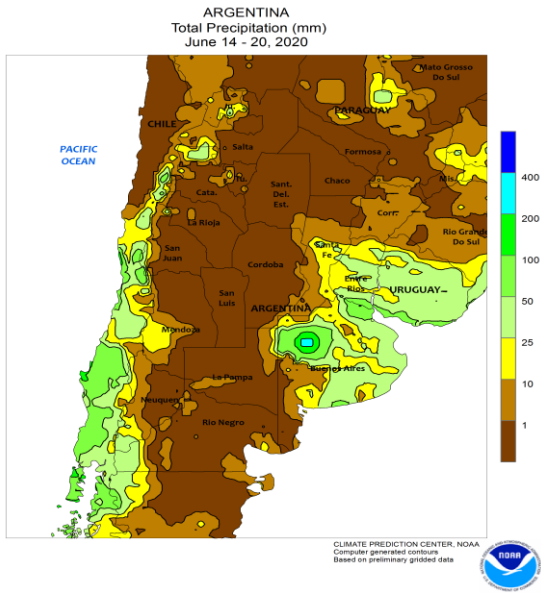 ARGENTINA
Total Precipitation (mm)
June 14 - 20, 2020
Mato Grosso
Do Sul
PARAGUAY
CHILE
PACIFIC
OCEAN
Salta
Formosa
Chaco
Mis.
Cata.
Sant.
Del.
Est.
Corr.
La Rioja
Rio Grande
Do Sul
Santa
Fe
San
Juan
Cordoba
Entre
Rios
URUGUAY
San
Luis
ARGENTINA
Mendoza
Buenos Aires
La Pampa
Neuquen
Rio Negro
400
200
100
50
25
10
1
CLIMATE PREDICTION CENTER, NOAA
Computer generated contours
Based on preliminary gridded data
NOAA